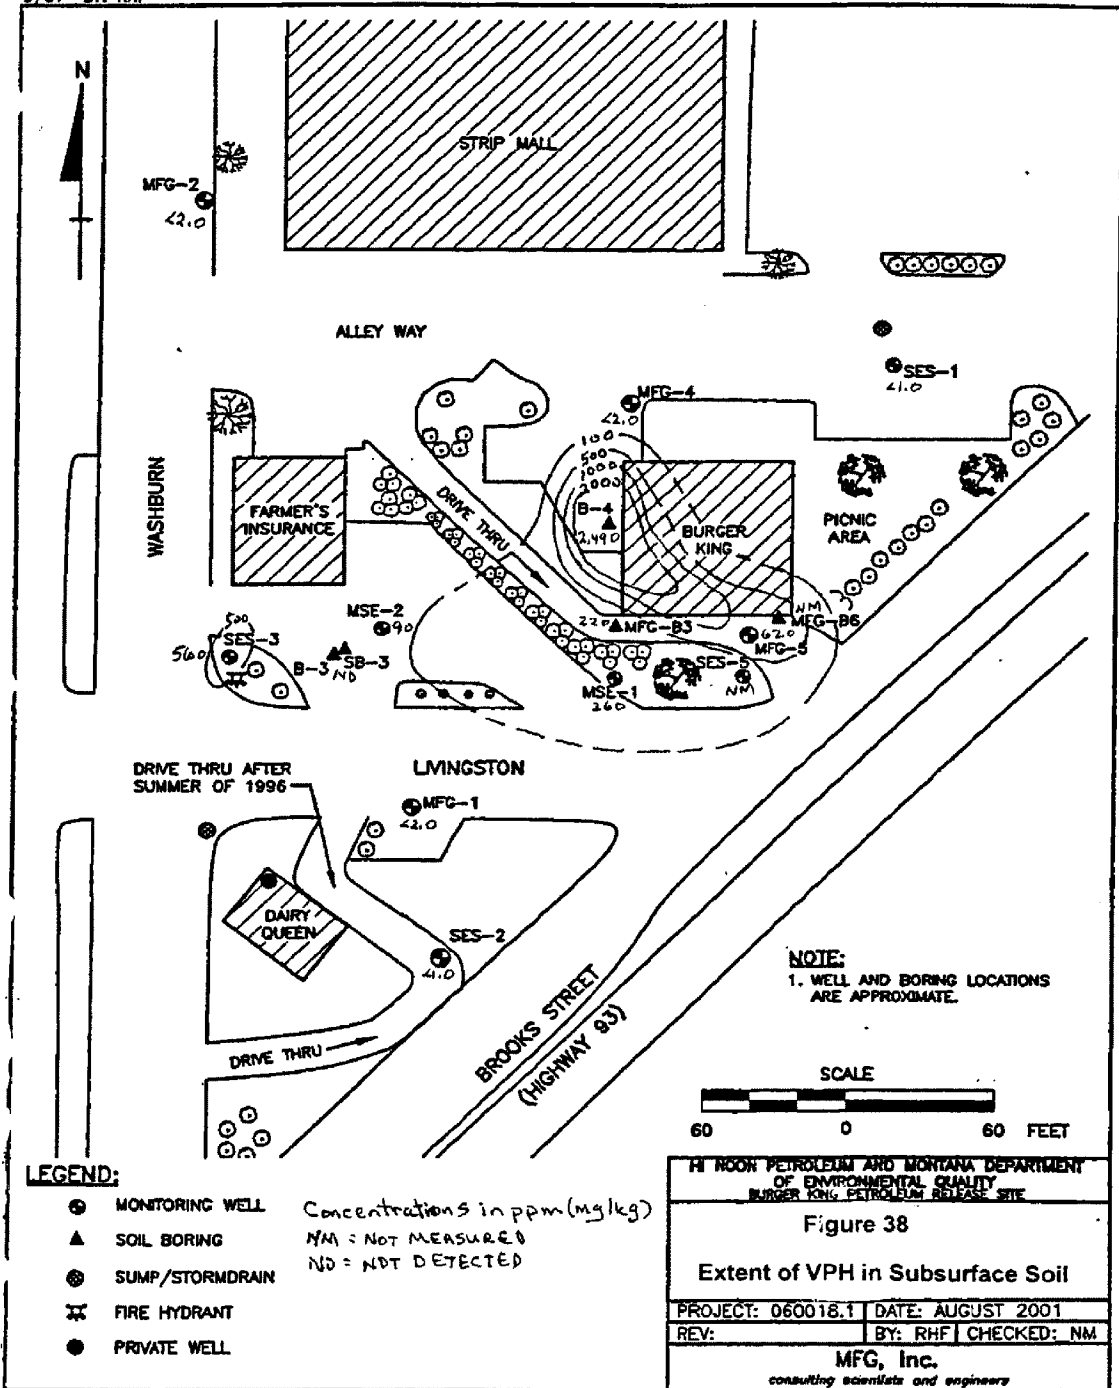 N
STRIP MALL
MFG-2
<2.0
ALLEY WAY
SES-1
<1.0
MFG-4
<2.0
100
500
1000
2000
B-4
2,490
WASHBURN
FARMER'S
INSURANCE
DRIVE THRU
BURGER
KING
PICNIC
AREA
MSE-2
90
500
SES-3
560
B-3
SB-3
ND
220
MFG-B3
NM
MFG-B6
620
MFG-5
SES-5
NM
MSE-1
260
DRIVE THRU AFTER
SUMMER OF 1996
LIVINGSTON
MFG-1
<2.0
DAIRY
QUEEN
SES-2
<1.0
DRIVE THRU
BROOKS STREET
(HIGHWAY 93)
NOTE:
1. WELL AND BORING LOCATIONS
ARE APPROXIMATE.
SCALE
60 0 60 FEET
LEGEND:
MONITORING WELL
SOIL BORING
SUMP/STORMDRAIN
FIRE HYDRANT
PRIVATE WELL
Concentrations in ppm (mg/kg)
NM = NOT MEASURED
ND = NOT DETECTED
HI NOON PETROLEUM AND MONTANA DEPARTMENT
OF ENVIRONMENTAL QUALITY
BURGER KING PETROLEUM RELEASE SITE
Figure 38
Extent of VPH in Subsurface Soil
PROJECT: 060018.1 DATE: AUGUST 2001
REV: BY: RHF CHECKED: NM
MFG, Inc.
consulting scientists and engineers